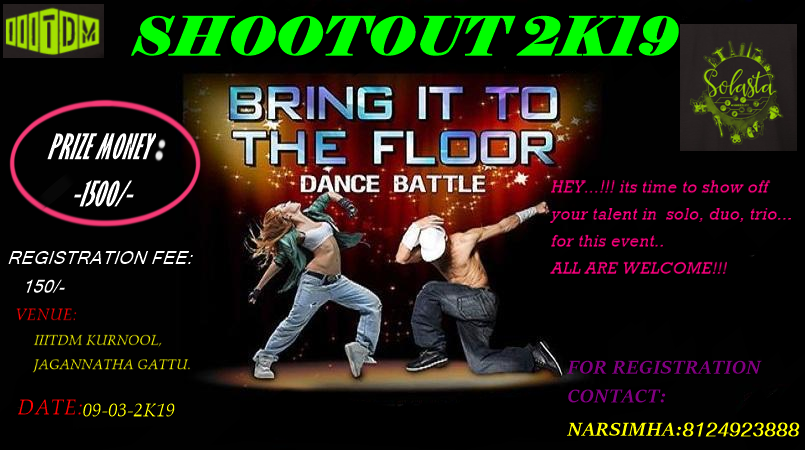 IIITDM
SHOOTOUT 2K19
Solasta
BRING IT TO
THE FLOOR
DANCE BATTLE
PRIZE MONEY:
-1500/-
REGISTRATION FEE:
150/-
VENUE:
IIITDM KURNOOL,
JAGANNATHA GATTU.
DATE:09-03-2K19
HEY...!!! its time to show off
your talent in solo, duo, trio...
for this event..
ALL ARE WELCOME!!!
FOR REGISTRATION
CONTACT:
NARSIMHA:8124923888